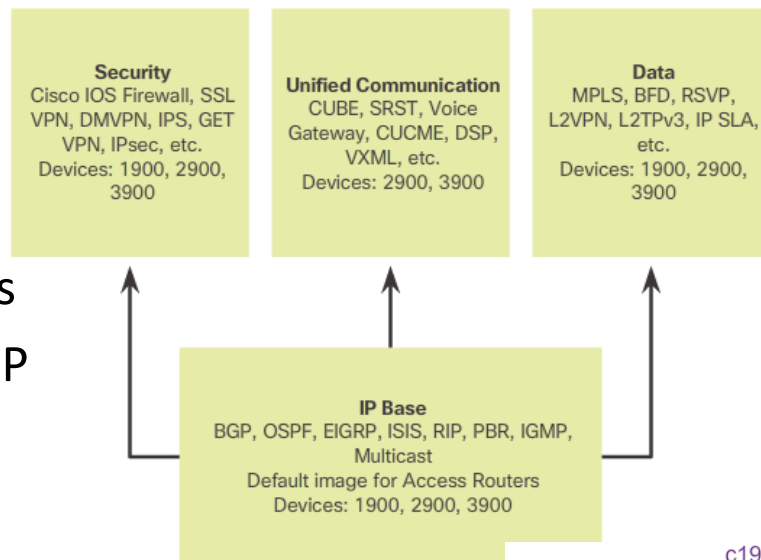 Security
Cisco IOS Firewall, SSL
VPN, DMVPN, IPS, GET
VPN, IPsec, etc.
Devices: 1900, 2900,
3900
Unified Communication
CUBE, SRST, Voice
Gateway, CUCME, DSP,
VXML, etc.
Devices: 2900, 3900
Data
MPLS, BFD, RSVP,
L2VPN, L2TPv3, IP SLA,
etc.
Devices: 1900, 2900,
3900
s
P
IP Base
BGP, OSPF, EIGRP, ISIS, RIP, PBR, IGMP,
Multicast
Default image for Access Routers
Devices: 1900, 2900, 3900
c19